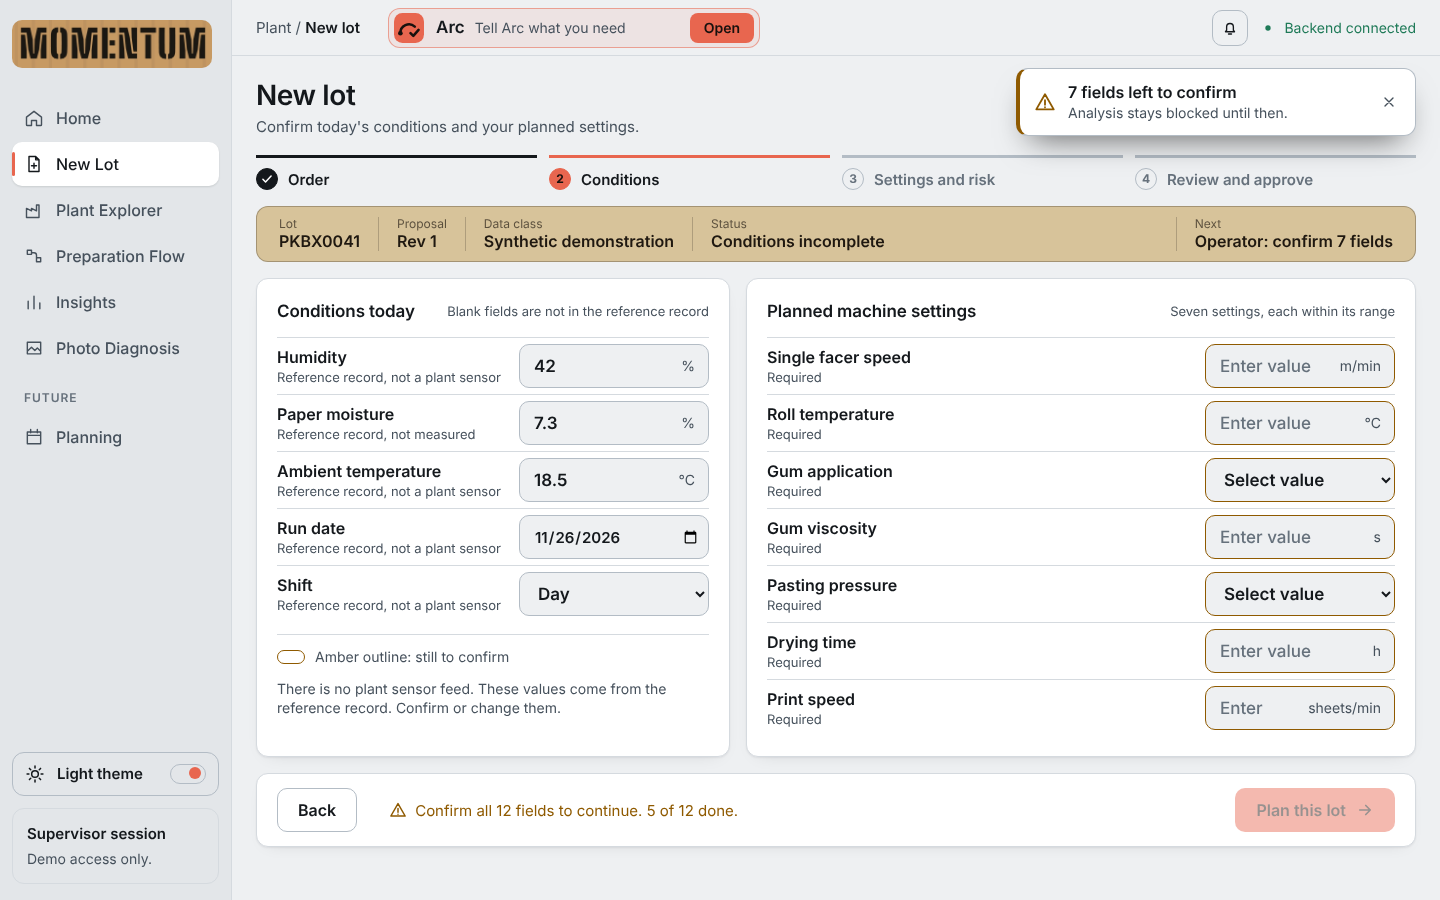 MOMENTUM
Plant / New lot
Arc Tell Arc what you need Open
Backend connected
7 fields left to confirm
Analysis stays blocked until then.
Home
New Lot
Plant Explorer
Preparation Flow
Insights
Photo Diagnosis
FUTURE
Planning
Light theme
Supervisor session
Demo access only.
New lot
Confirm today's conditions and your planned settings.
Order
2 Conditions
3 Settings and risk
4 Review and approve
Lot
PKBX0041
Proposal
Rev 1
Data class
Synthetic demonstration
Status
Conditions incomplete
Next
Operator: confirm 7 fields
Conditions today Blank fields are not in the reference record
Humidity
Reference record, not a plant sensor
42 %
Paper moisture
Reference record, not measured
7.3 %
Ambient temperature
Reference record, not a plant sensor
18.5 °C
Run date
Reference record, not a plant sensor
11/26/2026
Shift
Reference record, not a plant sensor
Day
Amber outline: still to confirm
There is no plant sensor feed. These values come from the
reference record. Confirm or change them.
Planned machine settings Seven settings, each within its range
Single facer speed
Required
Enter value m/min
Roll temperature
Required
Enter value °C
Gum application
Required
Select value
Gum viscosity
Required
Enter value s
Pasting pressure
Required
Select value
Drying time
Required
Enter value h
Print speed
Required
Enter sheets/min
Back
Confirm all 12 fields to continue. 5 of 12 done.
Plan this lot